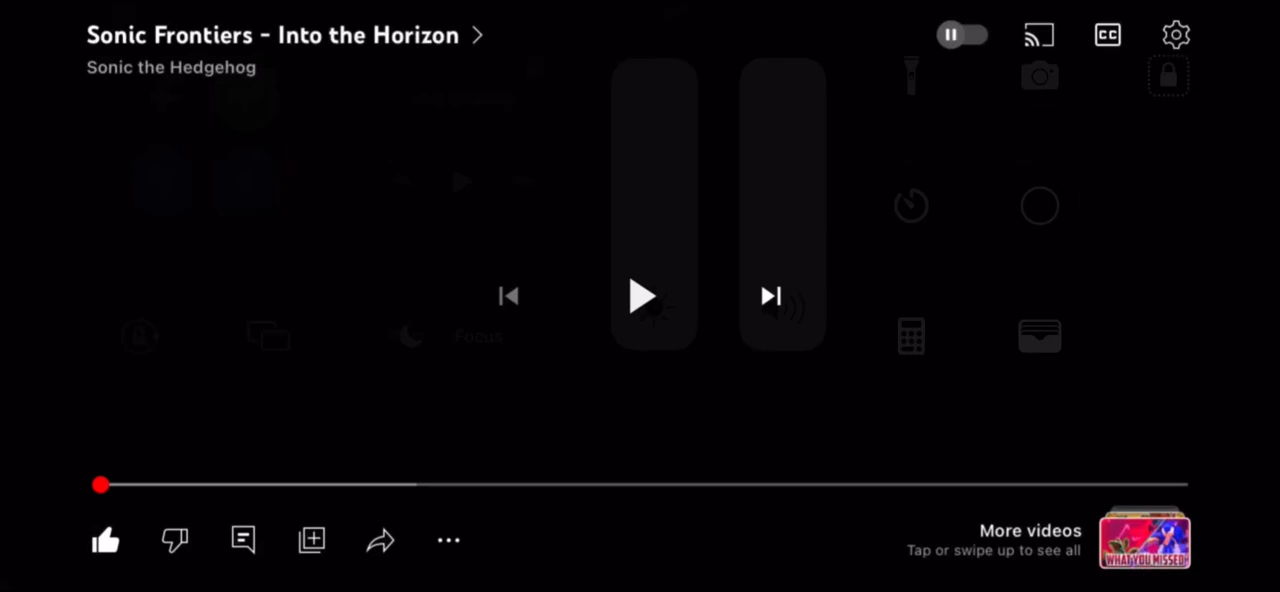 Sonic Frontiers - Into the Horizon
Sonic the Hedgehog
CC
Focus
More videos
Tap or swipe up to see all
WHAT YOU MISSED